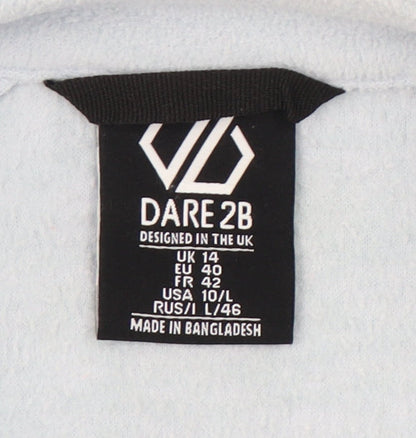 DARE 2B
DESIGNED IN THE UK
UK 14
EU 40
FR 42
USA 10/L
RUS/I L/46
MADE IN BANGLADESH